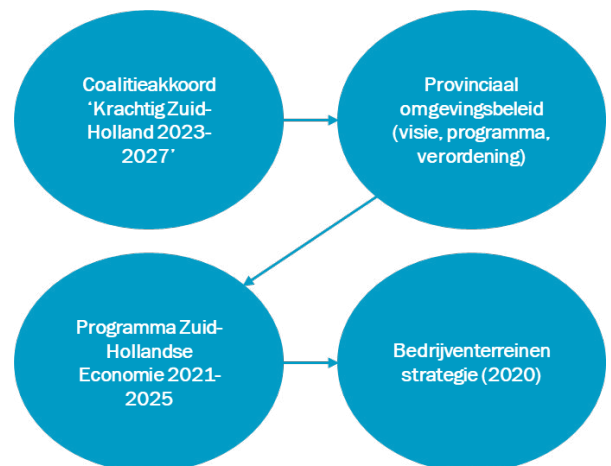 Coalitieakkoord
‘Krachtig Zuid-
Holland 2023-
2027’
Provinciaal
omgevingsbeleid
(visie, programma,
verordening)
Programma Zuid-
Hollandse
Economie 2021-
2025
Bedrijventerreinen
strategie (2020)